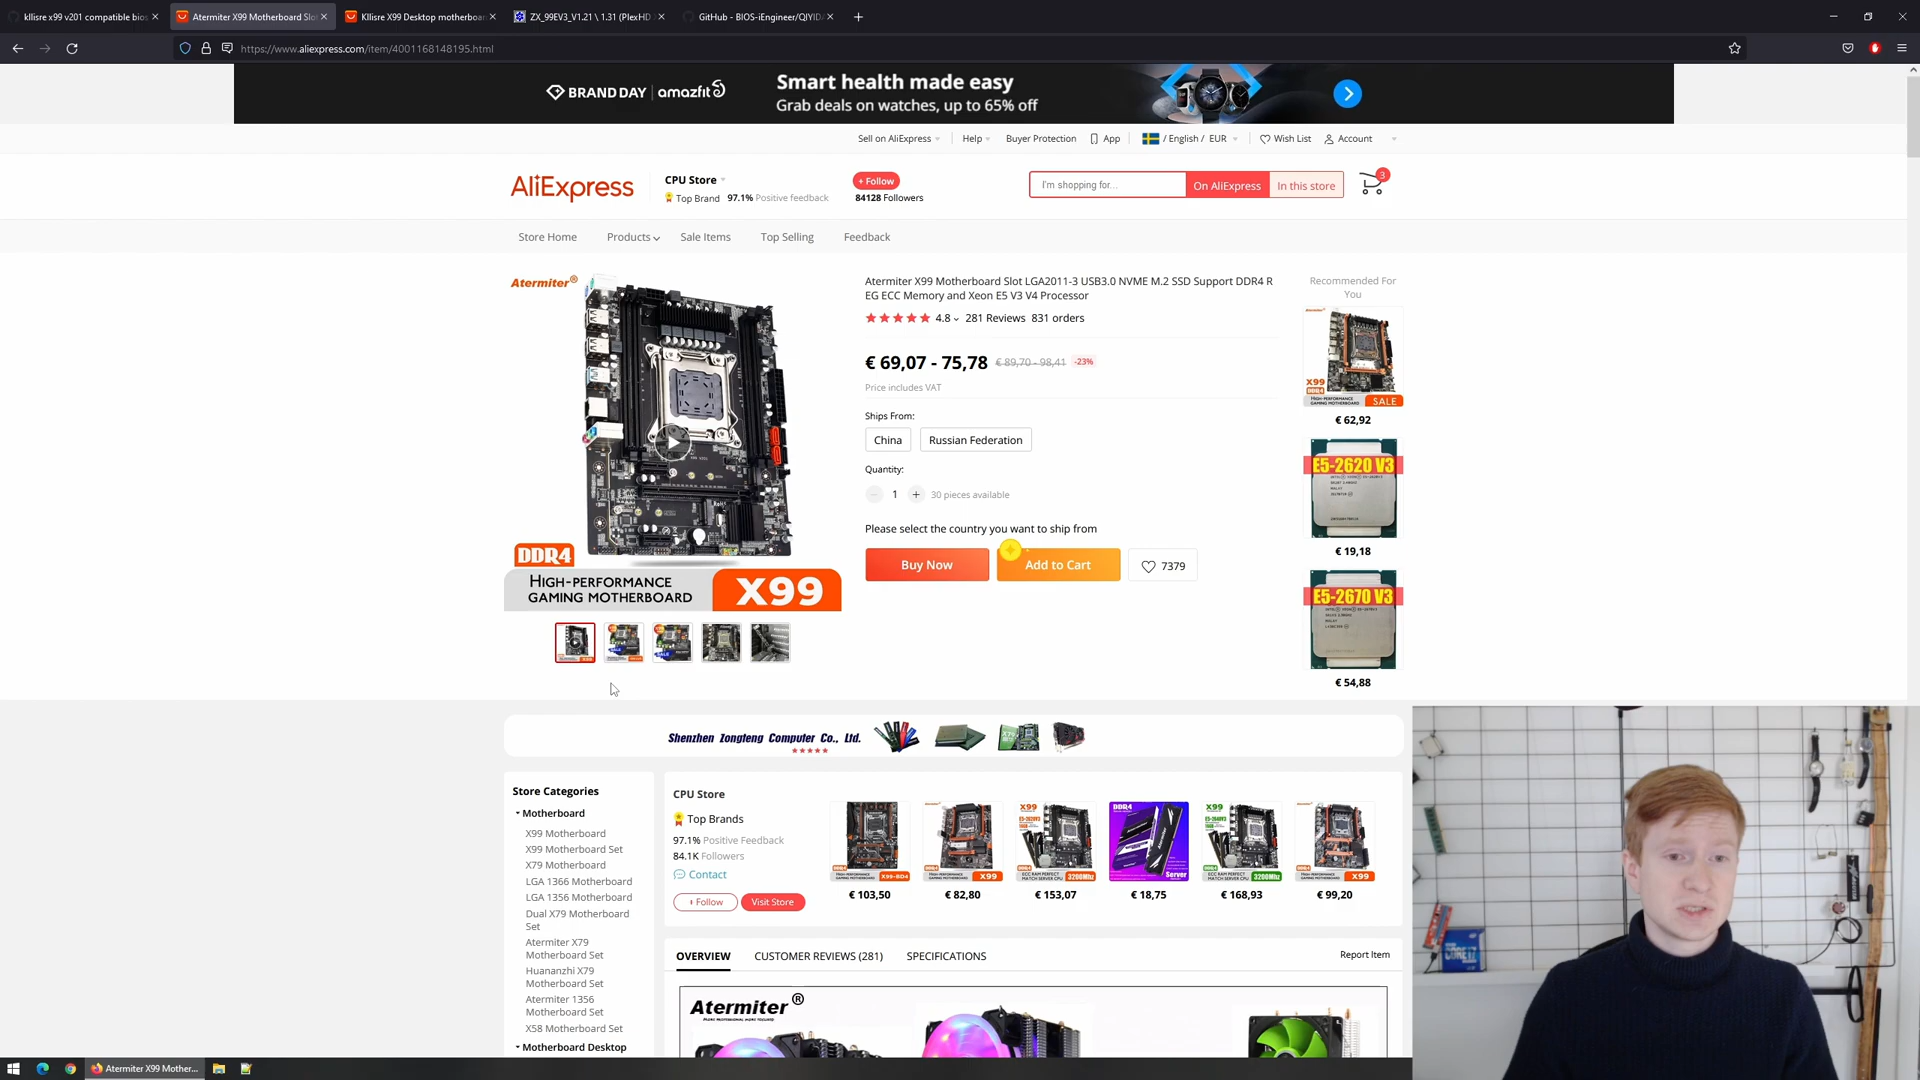 kllisre x99 v201 compatible bios
Atermiter X99 Motherboard Slo
Kllisre X99 Desktop motherboar
ZX_99EV3_V1.21 \ 1.31 (PlexHD
GitHub - BIOS-iEngineer/QIYIDA
https://www.aliexpress.com/item/4001168148195.html
BRAND DAY | amazfit
Smart health made easy
Grab deals on watches, up to 65% off
Sell on AliExpress
Help
Buyer Protection
App
/ English / EUR
Wish List
Account
AliExpress
CPU Store
Top Brand 97.1% Positive feedback
+ Follow
84128 Followers
I'm shopping for...
On AliExpress
In this store
3
Store Home
Products
Sale Items
Top Selling
Feedback
Atermiter®
DDR4
HIGH-PERFORMANCE
GAMING MOTHERBOARD
X99
Atermiter X99 Motherboard Slot LGA2011-3 USB3.0 NVME M.2 SSD Support DDR4 R
EG ECC Memory and Xeon E5 V3 V4 Processor
4.8 281 Reviews 831 orders
€ 69,07 - 75,78 € 89,70 - 98,41 -23%
Price includes VAT
Ships From:
China
Russian Federation
Quantity:
1
30 pieces available
Please select the country you want to ship from
Buy Now
Add to Cart
7379
Recommended For
You
X99
DDR4
SALE
€ 62,92
E5-2620 V3
€ 19,18
E5-2670 V3
€ 54,88
Shenzhen Zongteng Computer Co., Ltd.
Store Categories
Motherboard
X99 Motherboard
X99 Motherboard Set
X79 Motherboard
LGA 1366 Motherboard
LGA 1356 Motherboard
Dual X79 Motherboard
Set
Atermiter X79
Motherboard Set
Huananzhi X79
Motherboard Set
Atermiter 1356
Motherboard Set
X58 Motherboard Set
Motherboard Desktop
CPU Store
Top Brands
97.1% Positive Feedback
84.1K Followers
Contact
+ Follow
Visit Store
€ 103,50
€ 82,80
€ 153,07
€ 18,75
€ 168,93
€ 99,20
OVERVIEW
CUSTOMER REVIEWS (281)
SPECIFICATIONS
Report Item
Atermiter®
Atermiter X99 Mother...